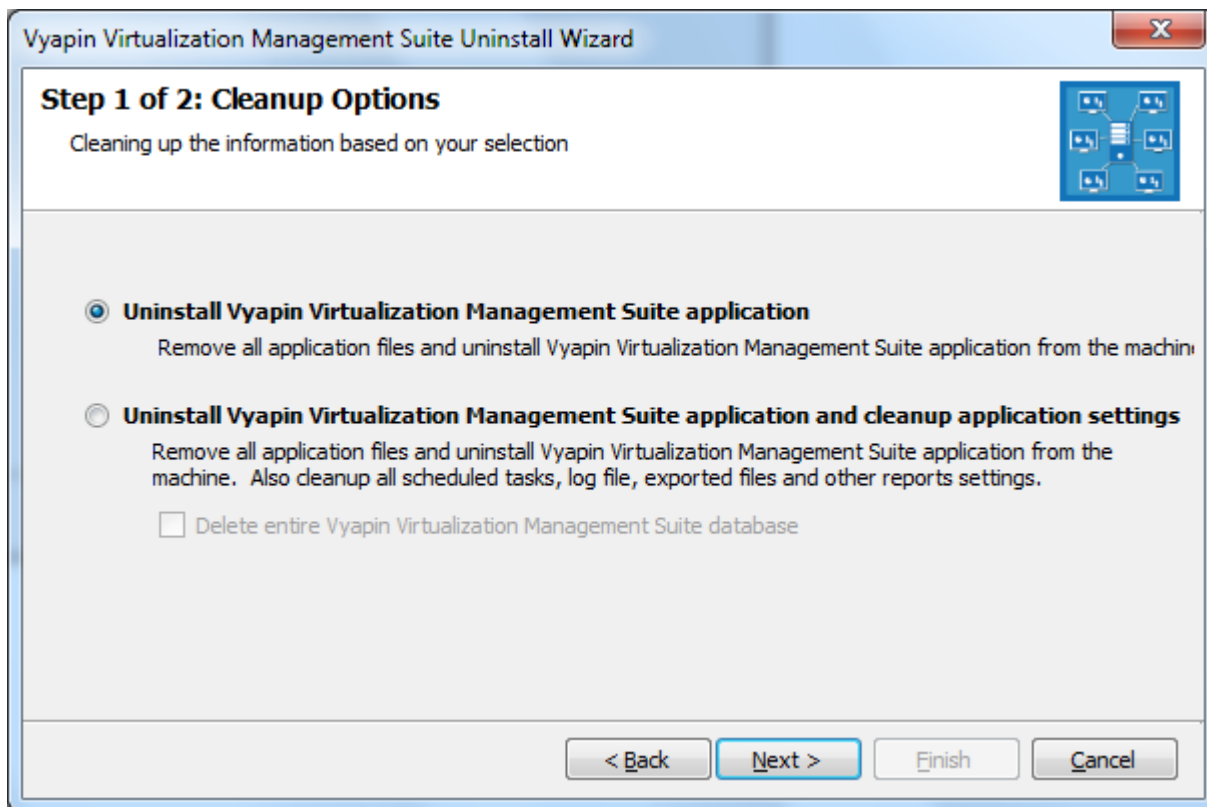 Vyapin Virtualization Management Suite Uninstall Wizard
Step 1 of 2: Cleanup Options
Cleaning up the information based on your selection
Uninstall Vyapin Virtualization Management Suite application
Remove all application files and uninstall Vyapin Virtualization Management Suite application from the machin
Uninstall Vyapin Virtualization Management Suite application and cleanup application settings
Remove all application files and uninstall Vyapin Virtualization Management Suite application from the
machine.  Also cleanup all scheduled tasks, log file, exported files and other reports settings.
Delete entire Vyapin Virtualization Management Suite database
< Back Next > Finish Cancel